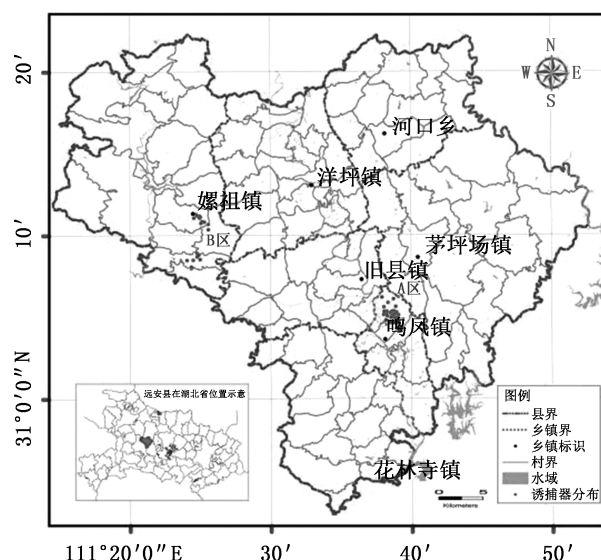 N
W E
S
20′
河口乡
洋坪镇
嫘祖镇
B区
10′
茅坪场镇
旧县镇
A区
鸣凤镇
31°0′0″N
远安县在湖北省位置示意
图例
县界
乡镇界
乡镇标识
村界
水域
诱捕器分布
花林寺镇
0 5
Kilometers
111°20′0″E 30′ 40′ 50′